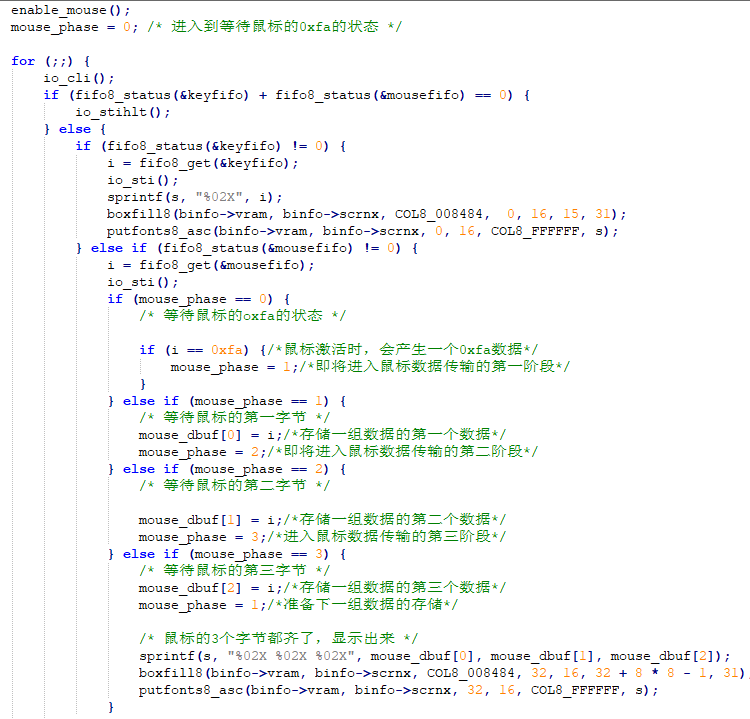 enable_mouse();
mouse_phase = 0; /* 进入到等待鼠标的0xfa的状态 */
for (;;) {
io_cli();
if (fifo8_status(&keyfifo) + fifo8_status(&mousefifo) == 0) {
io_stihlt();
} else {
if (fifo8_status(&keyfifo) != 0) {
i = fifo8_get(&keyfifo);
io_sti();
sprintf(s, "%02X", i);
boxfill8(binfo->vram, binfo->scrnx, COL8_008484,  0, 16, 15, 31);
putfonts8_asc(binfo->vram, binfo->scrnx, 0, 16, COL8_FFFFFF, s);
} else if (fifo8_status(&mousefifo) != 0) {
i = fifo8_get(&mousefifo);
io_sti();
if (mouse_phase == 0) {
/* 等待鼠标的oxfa的状态 */
if (i == 0xfa) {/*鼠标激活时，会产生一个0xfa数据*/
mouse_phase = 1;/*即将进入鼠标数据传输的第一阶段*/
}
} else if (mouse_phase == 1) {
/* 等待鼠标的第一字节 */
mouse_dbuf[0] = i;/*存储一组数据的第一个数据*/
mouse_phase = 2;/*即将进入鼠标数据传输的第二阶段*/
} else if (mouse_phase == 2) {
/* 等待鼠标的第二字节 */
mouse_dbuf[1] = i;/*存储一组数据的第二个数据*/
mouse_phase = 3;/*进入鼠标数据传输的第三阶段*/
} else if (mouse_phase == 3) {
/* 等待鼠标的第三字节 */
mouse_dbuf[2] = i;/*存储一组数据的第三个数据*/
mouse_phase = 1;/*准备下一组数据的存储*/
/* 鼠标的3个字节都齐了，显示出来 */
sprintf(s, "%02X %02X %02X", mouse_dbuf[0], mouse_dbuf[1], mouse_dbuf[2]);
boxfill8(binfo->vram, binfo->scrnx, COL8_008484, 32, 16, 32 + 8 * 8 - 1, 31)
putfonts8_asc(binfo->vram, binfo->scrnx, 32, 16, COL8_FFFFFF, s);
}